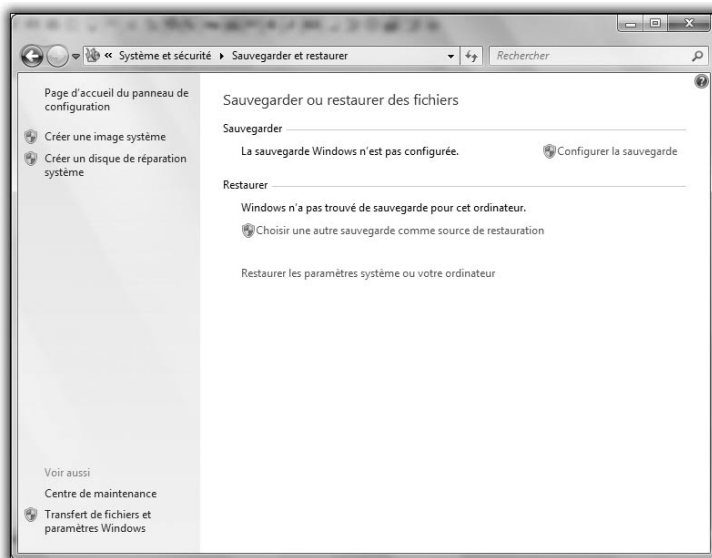 « Système et sécurité ▸ Sauvegarder et restaurer
Rechercher
Page d'accueil du panneau de
configuration
Créer une image système
Créer un disque de réparation
système
Sauvegarder ou restaurer des fichiers
Sauvegarder
La sauvegarde Windows n'est pas configurée.
Configurer la sauvegarde
Restaurer
Windows n'a pas trouvé de sauvegarde pour cet ordinateur.
Choisir une autre sauvegarde comme source de restauration
Restaurer les paramètres système ou votre ordinateur
Voir aussi
Centre de maintenance
Transfert de fichiers et
paramètres Windows